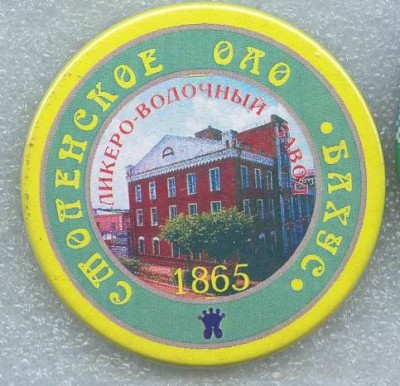 СМОЛЕНСКОЕ ОАО ·БАХУС·
ЛИКЕРО-ВОДОЧНЫЙ ЗАВОД
1865